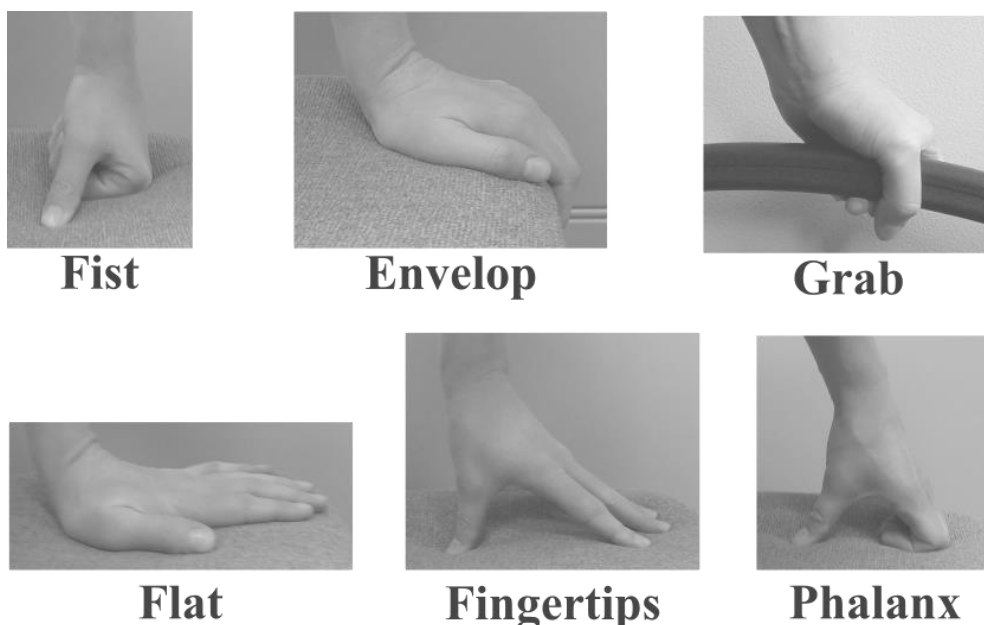 Fist
Envelop
Grab
Flat
Fingertips
Phalanx